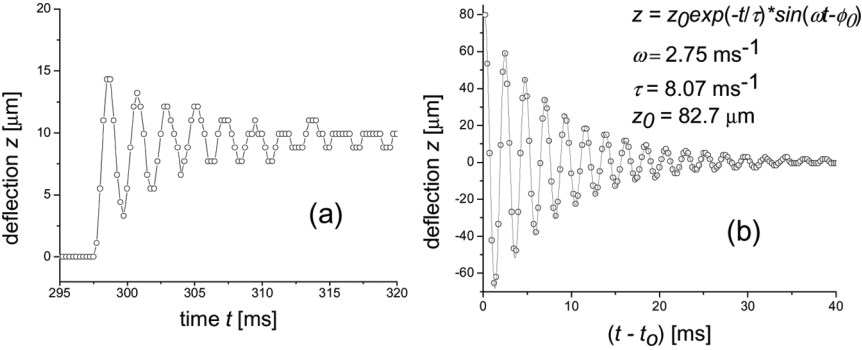 20
15
10
5
0
deflection z [μm]
295 300 305 310 315 320
time t [ms]
(a)
80
60
40
20
0
-20
-40
-60
deflection z [μm]
0 10 20 30 40
(t - to) [ms]
z = z0exp(-t/τ)*sin(ωt-ϕ0)
ω = 2.75 ms-1
τ = 8.07 ms-1
z0 = 82.7 μm
(b)